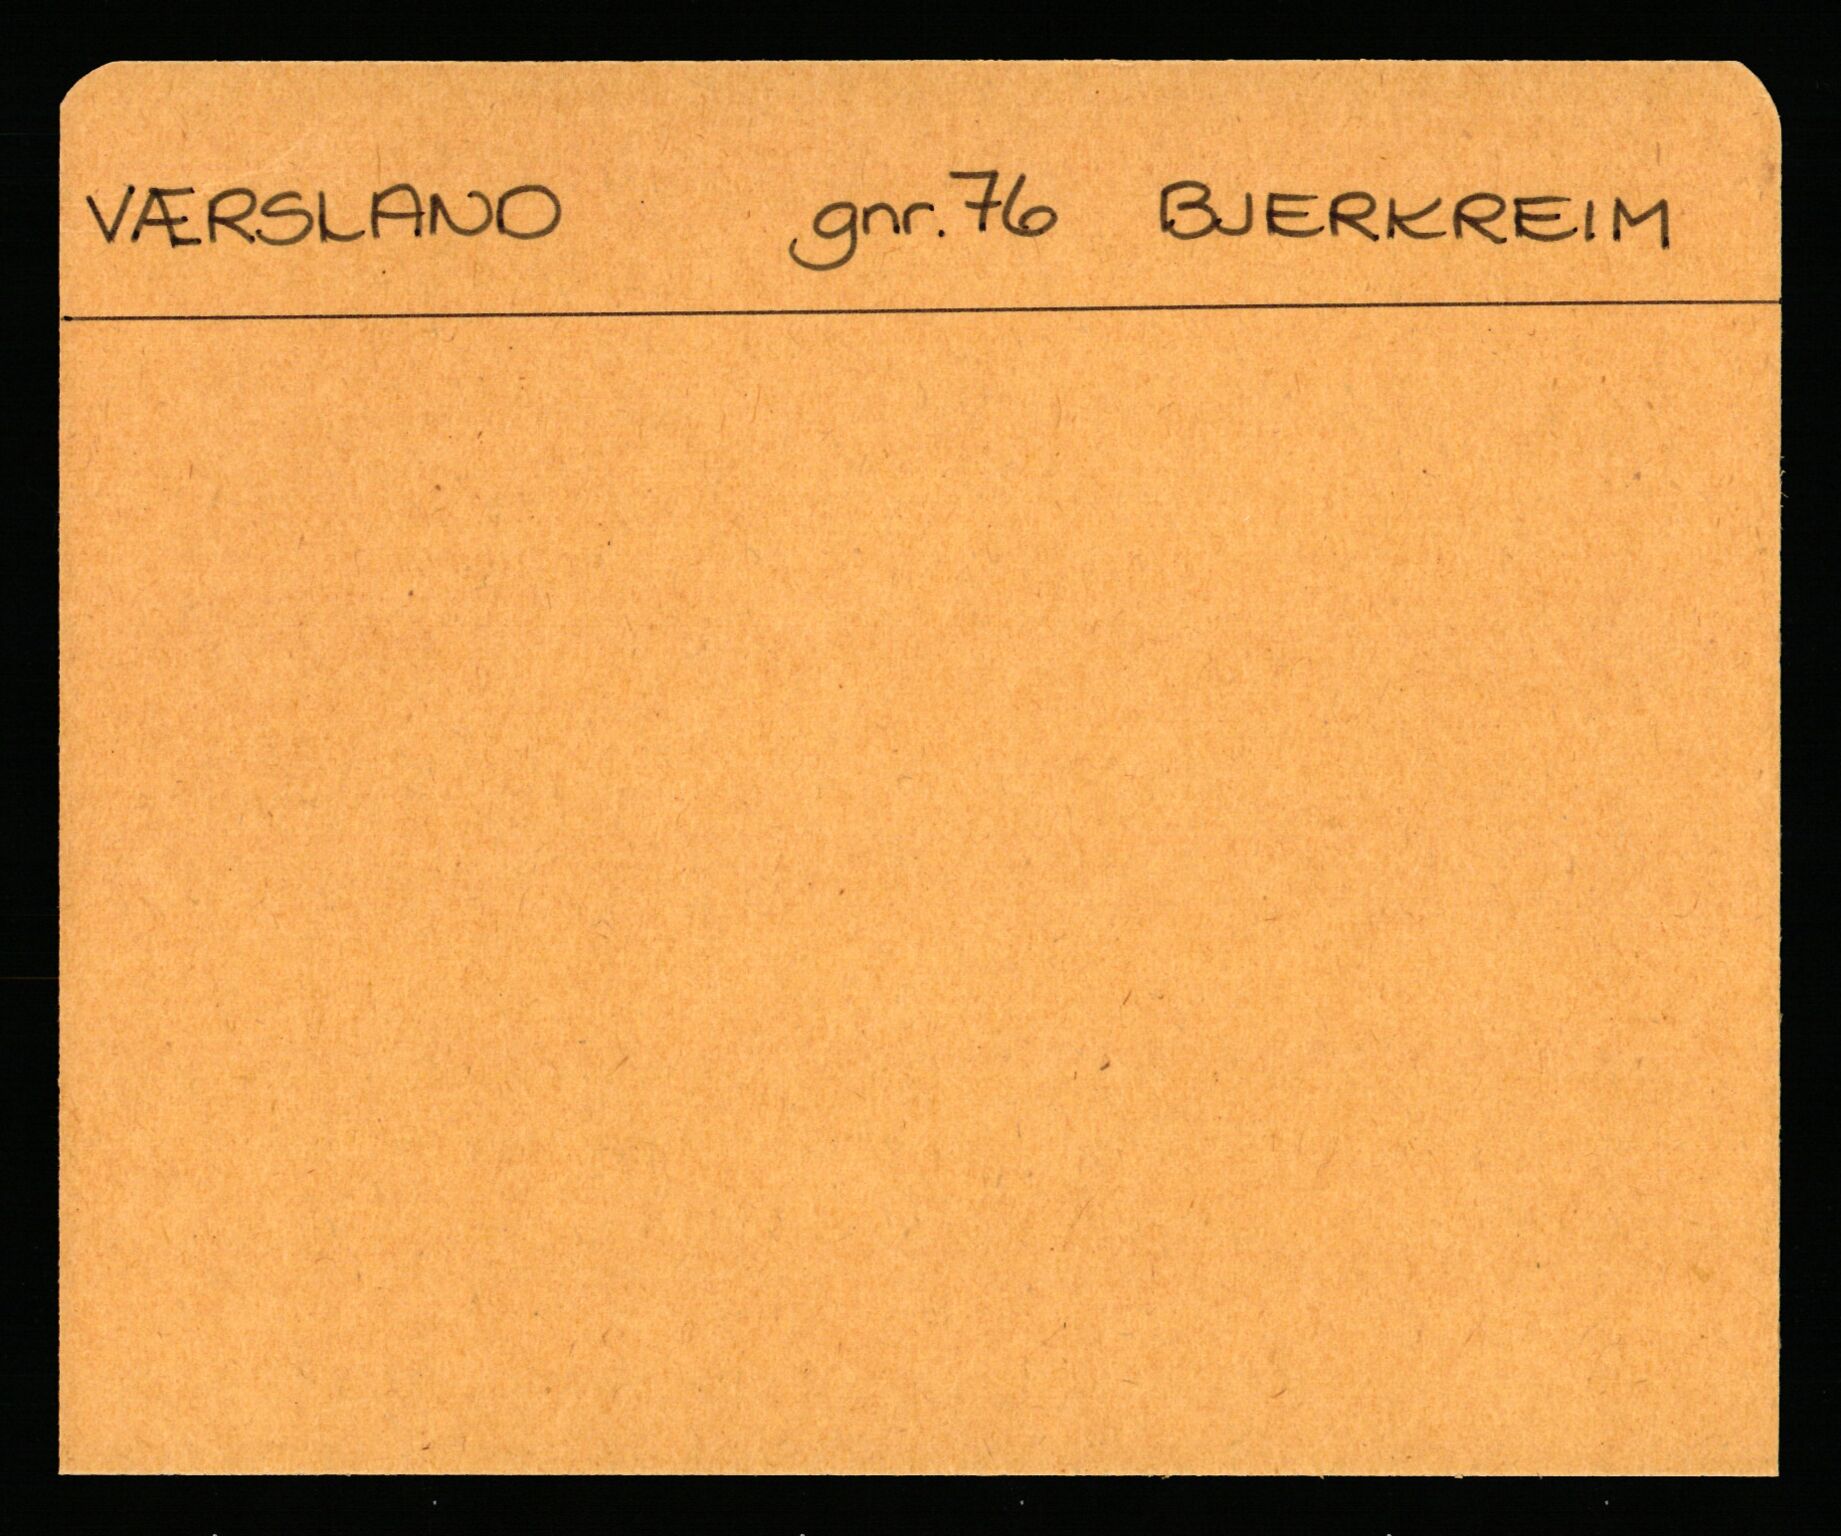 VÆRSLAND gnr. 76 BJERKREIM